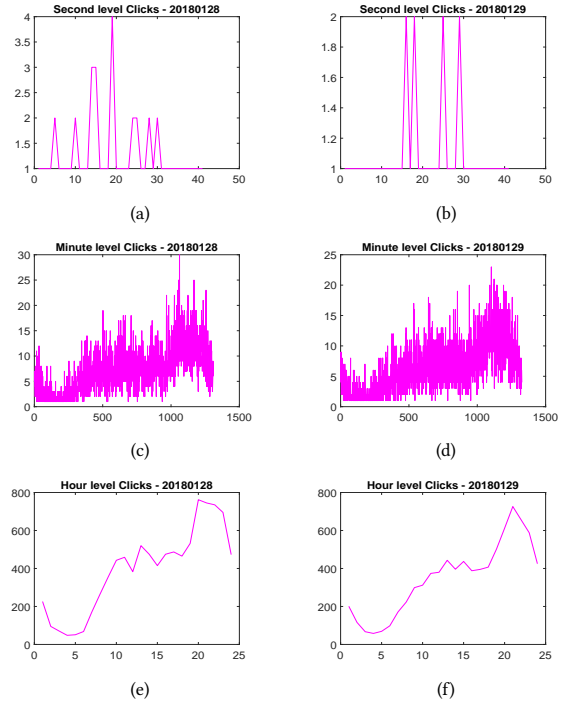 Second level Clicks - 20180128
4
3.5
3
2.5
2
1.5
1
0 10 20 30 40 50
(a)
Second level Clicks - 20180129
2
1.8
1.6
1.4
1.2
1
0 10 20 30 40 50
(b)
Minute level Clicks - 20180128
30
25
20
15
10
5
0
0 500 1000 1500
(c)
Minute level Clicks - 20180129
25
20
15
10
5
0
0 500 1000 1500
(d)
Hour level Clicks - 20180128
800
600
400
200
0
0 5 10 15 20 25
(e)
Hour level Clicks - 20180129
800
600
400
200
0
0 5 10 15 20 25
(f)